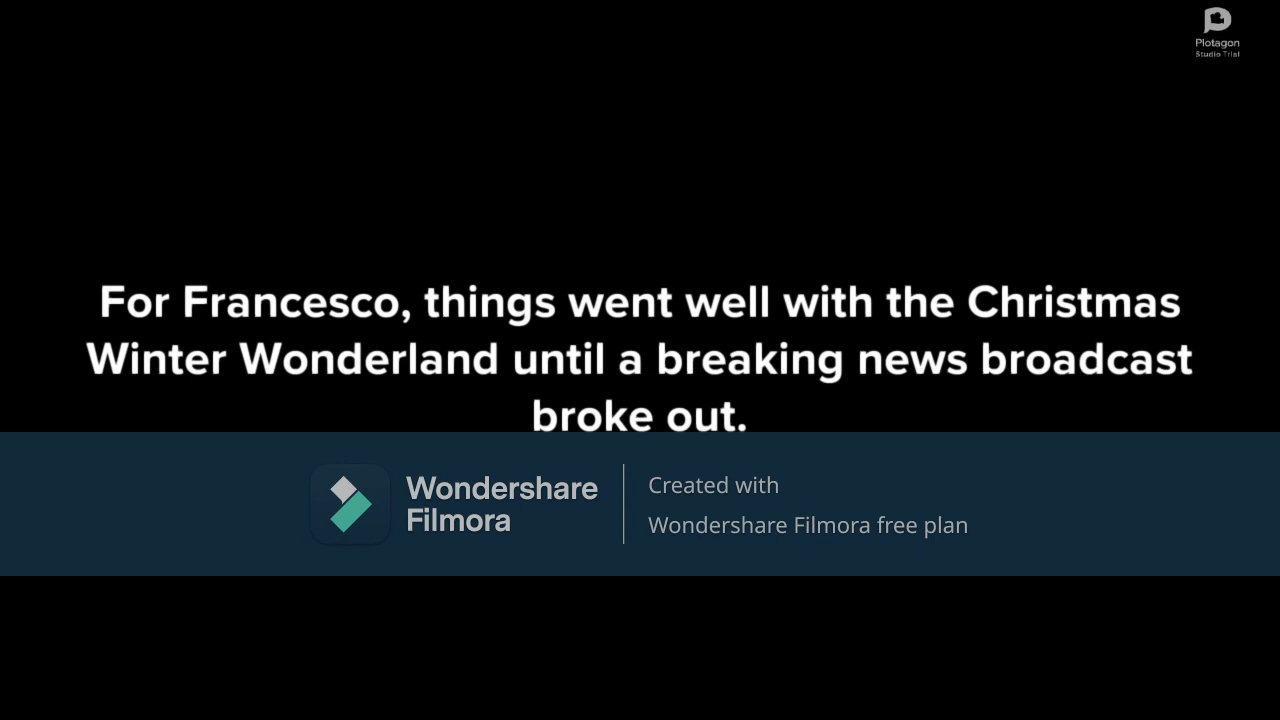 Plotagon
Studio Trial
For Francesco, things went well with the Christmas
Winter Wonderland until a breaking news broadcast
broke out.
Wondershare
Filmora
Created with
Wondershare Filmora free plan